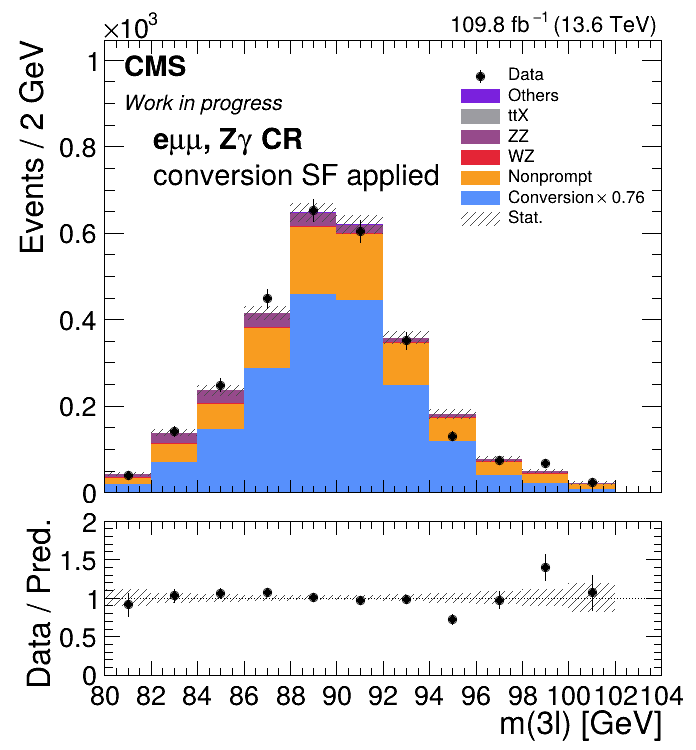 ×10³
109.8 fb⁻¹ (13.6 TeV)
CMS
Work in progress
eμμ, Zγ CR
conversion SF applied
Data
Others
ttX
ZZ
WZ
Nonprompt
Conversion × 0.76
Stat.
Events / 2 GeV
1
0.8
0.6
0.4
0.2
0
Data / Pred.
2
1.5
1
0.5
0
80 82 84 86 88 90 92 94 96 98 100 102 104
m(3l) [GeV]